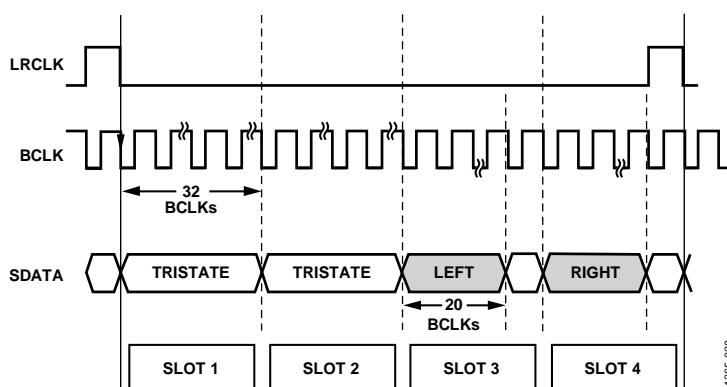 LRCLK
BCLK
32
BCLKs
SDATA
TRISTATE
TRISTATE
LEFT
RIGHT
20
BCLKs
SLOT 1
SLOT 2
SLOT 3
SLOT 4